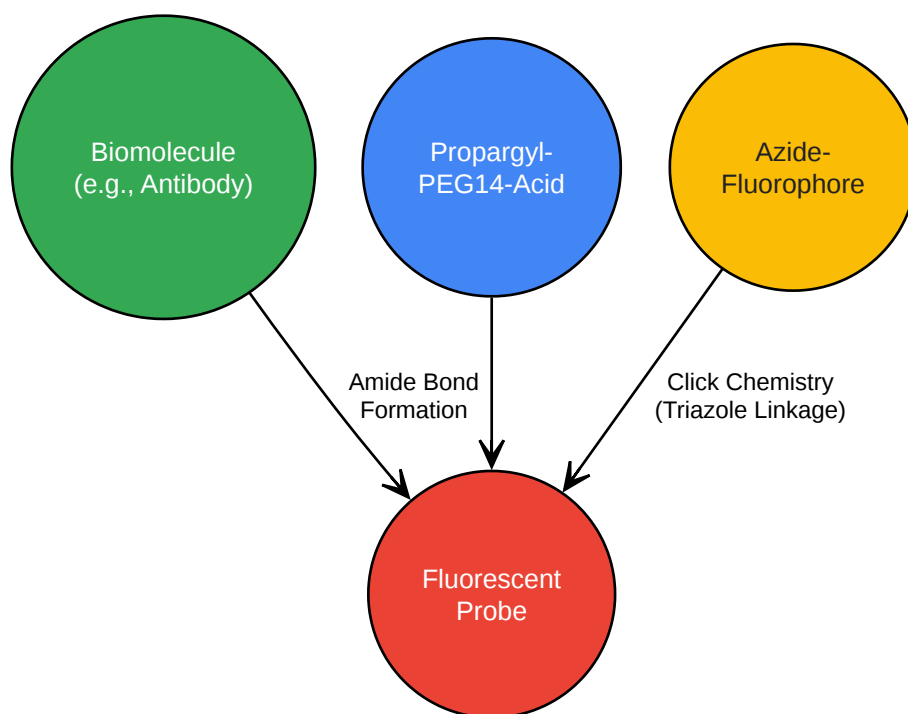 Biomolecule
(e.g., Antibody)
Propargyl-
PEG14-Acid
Azide-
Fluorophore
Amide Bond
Formation
Click Chemistry
(Triazole Linkage)
Fluorescent
Probe